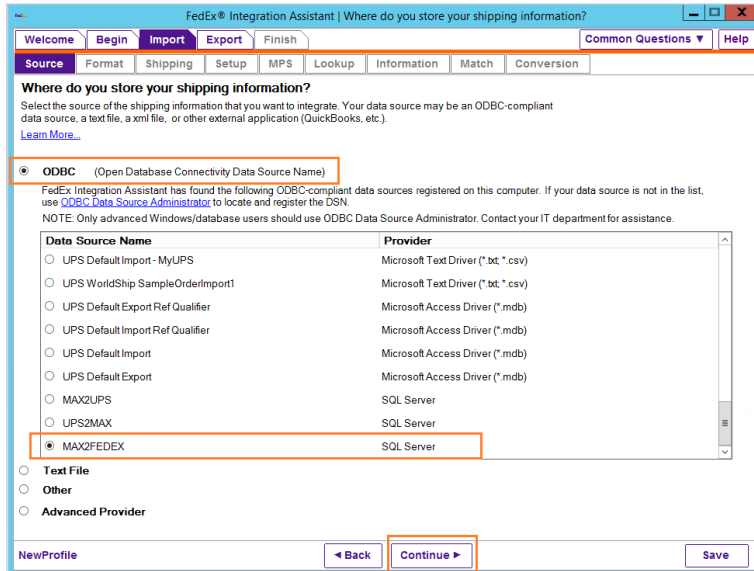 FedEx® Integration Assistant | Where do you store your shipping information?
Welcome Begin Import Export Finish Common Questions ▼ Help
Source Format Shipping Setup MPS Lookup Information Match Conversion
Where do you store your shipping information?
Select the source of the shipping information that you want to integrate. Your data source may be an ODBC-compliant
data source, a text file, a xml file, or other external application (QuickBooks, etc.).
Learn More...
ODBC (Open Database Connectivity Data Source Name)
FedEx Integration Assistant has found the following ODBC-compliant data sources registered on this computer. If your data source is not in the list,
use ODBC Data Source Administrator to locate and register the DSN.
NOTE: Only advanced Windows/database users should use ODBC Data Source Administrator. Contact your IT department for assistance.
Data Source Name Provider
UPS Default Import - MyUPS Microsoft Text Driver (*.txt; *.csv)
UPS WorldShip SampleOrderImport1 Microsoft Text Driver (*.txt; *.csv)
UPS Default Export Ref Qualifier Microsoft Access Driver (*.mdb)
UPS Default Import Ref Qualifier Microsoft Access Driver (*.mdb)
UPS Default Import Microsoft Access Driver (*.mdb)
UPS Default Export Microsoft Access Driver (*.mdb)
MAX2UPS SQL Server
UPS2MAX SQL Server
MAX2FEDEX SQL Server
Text File
Other
Advanced Provider
NewProfile ◄ Back Continue ► Save